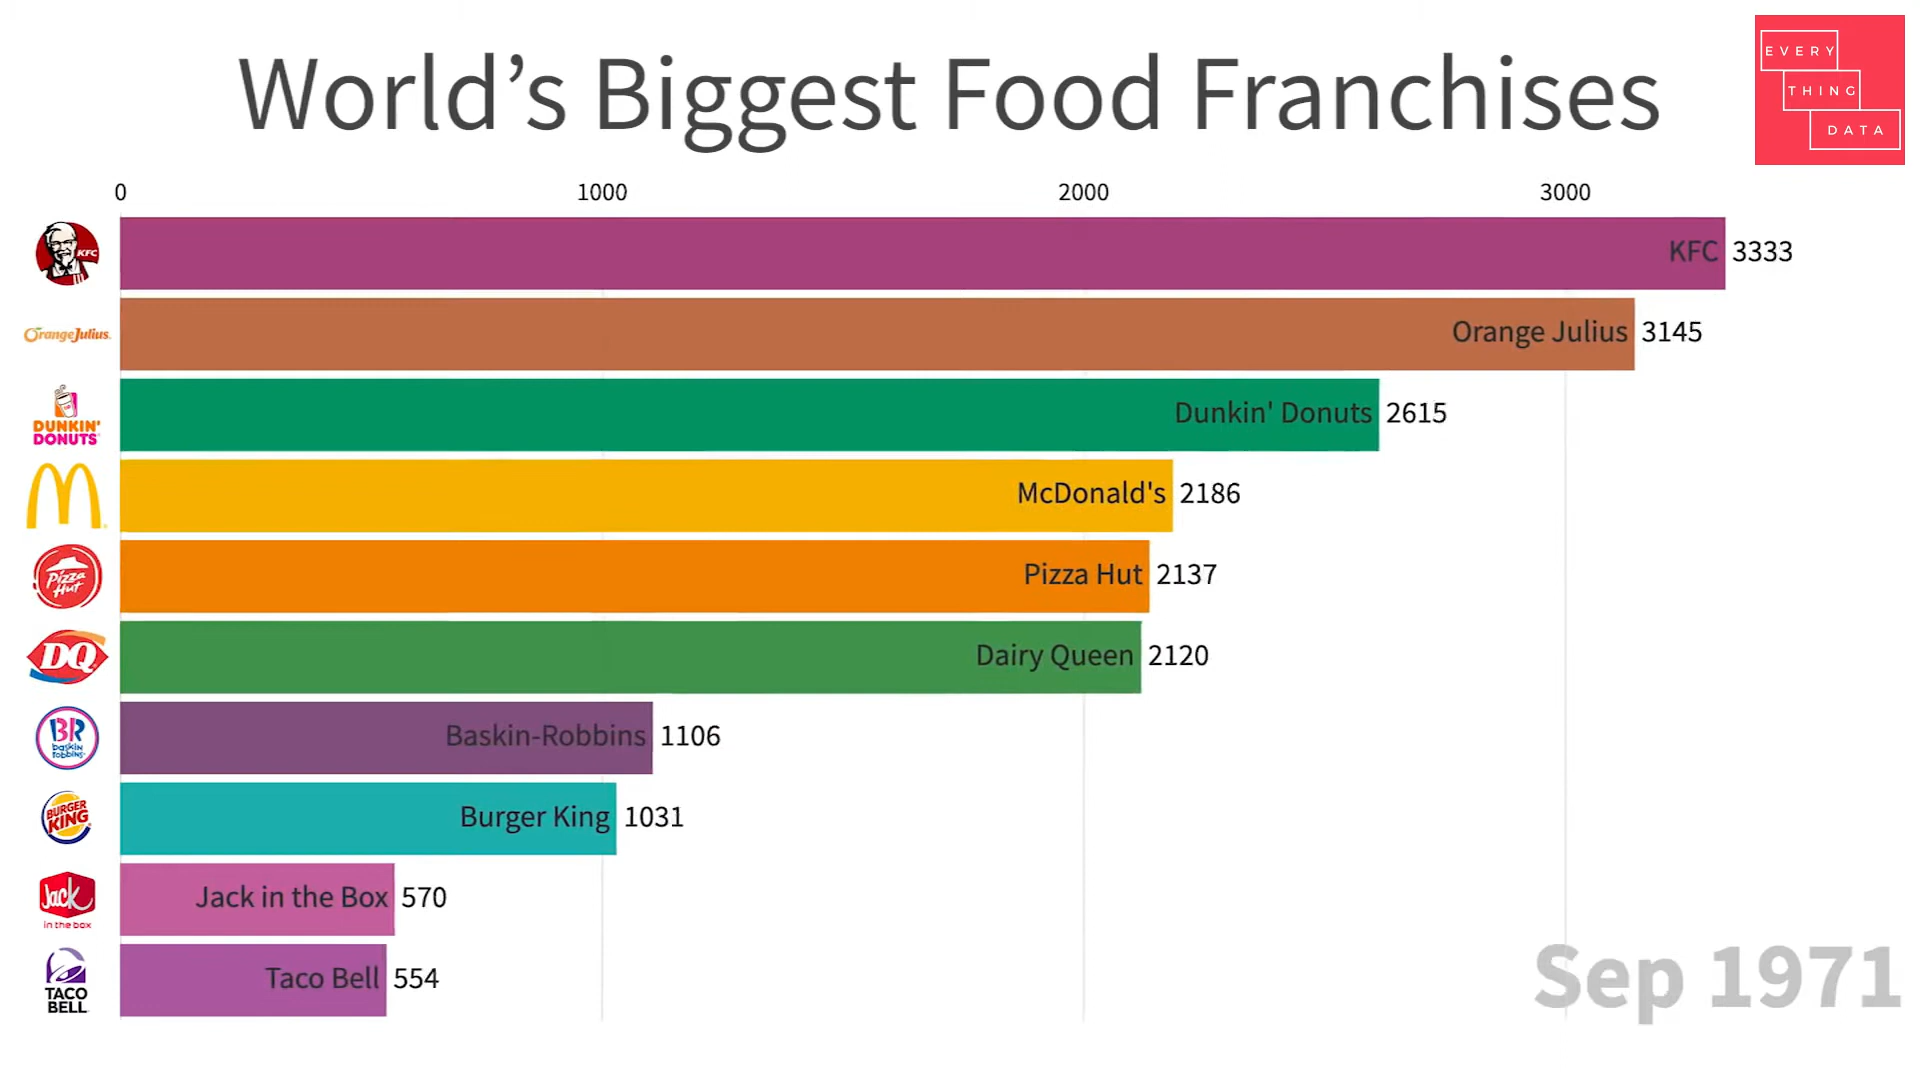 World's Biggest Food Franchises
EVERY
THING
DATA
0 1000 2000 3000
KFC
KFC 3333
OrangeJulius.
Orange Julius 3145
DUNKIN'
DONUTS
Dunkin' Donuts 2615
McDonald's 2186
Pizza
Hut
Pizza Hut 2137
DQ
Dairy Queen 2120
BR
baskin
robbins
Baskin-Robbins 1106
BURGER
KING
Burger King 1031
Jack
in the box
Jack in the Box 570
TACO
BELL
Taco Bell 554
Sep 1971